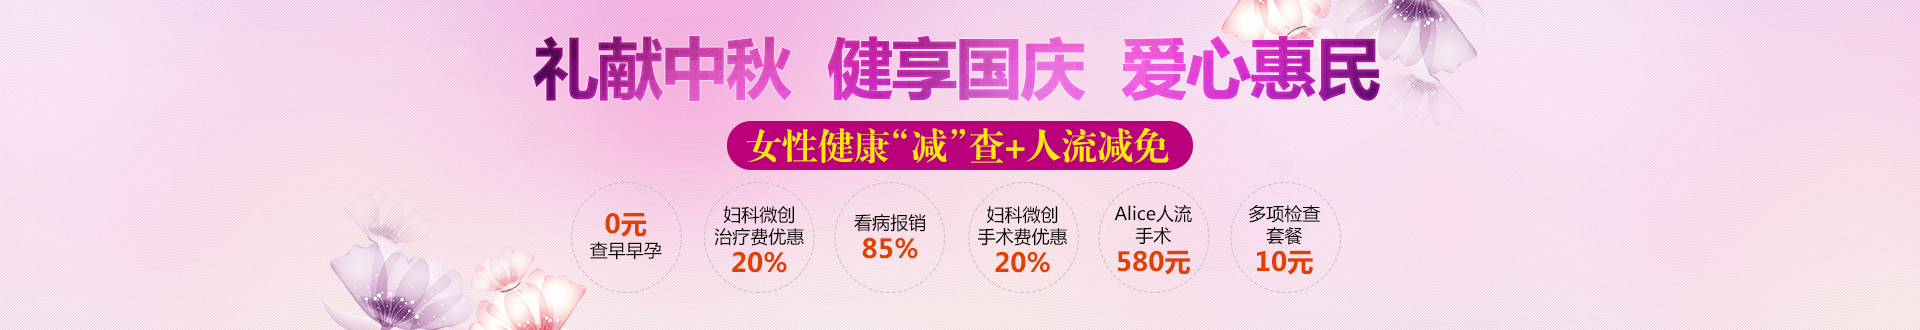 礼献中秋 健享国庆 爱心惠民
女性健康“减”查+人流减免
0元
查早早孕
妇科微创
治疗费优惠
20%
看病报销
85%
妇科微创
手术费优惠
20%
Alice人流
手术
580元
多项检查
套餐
10元